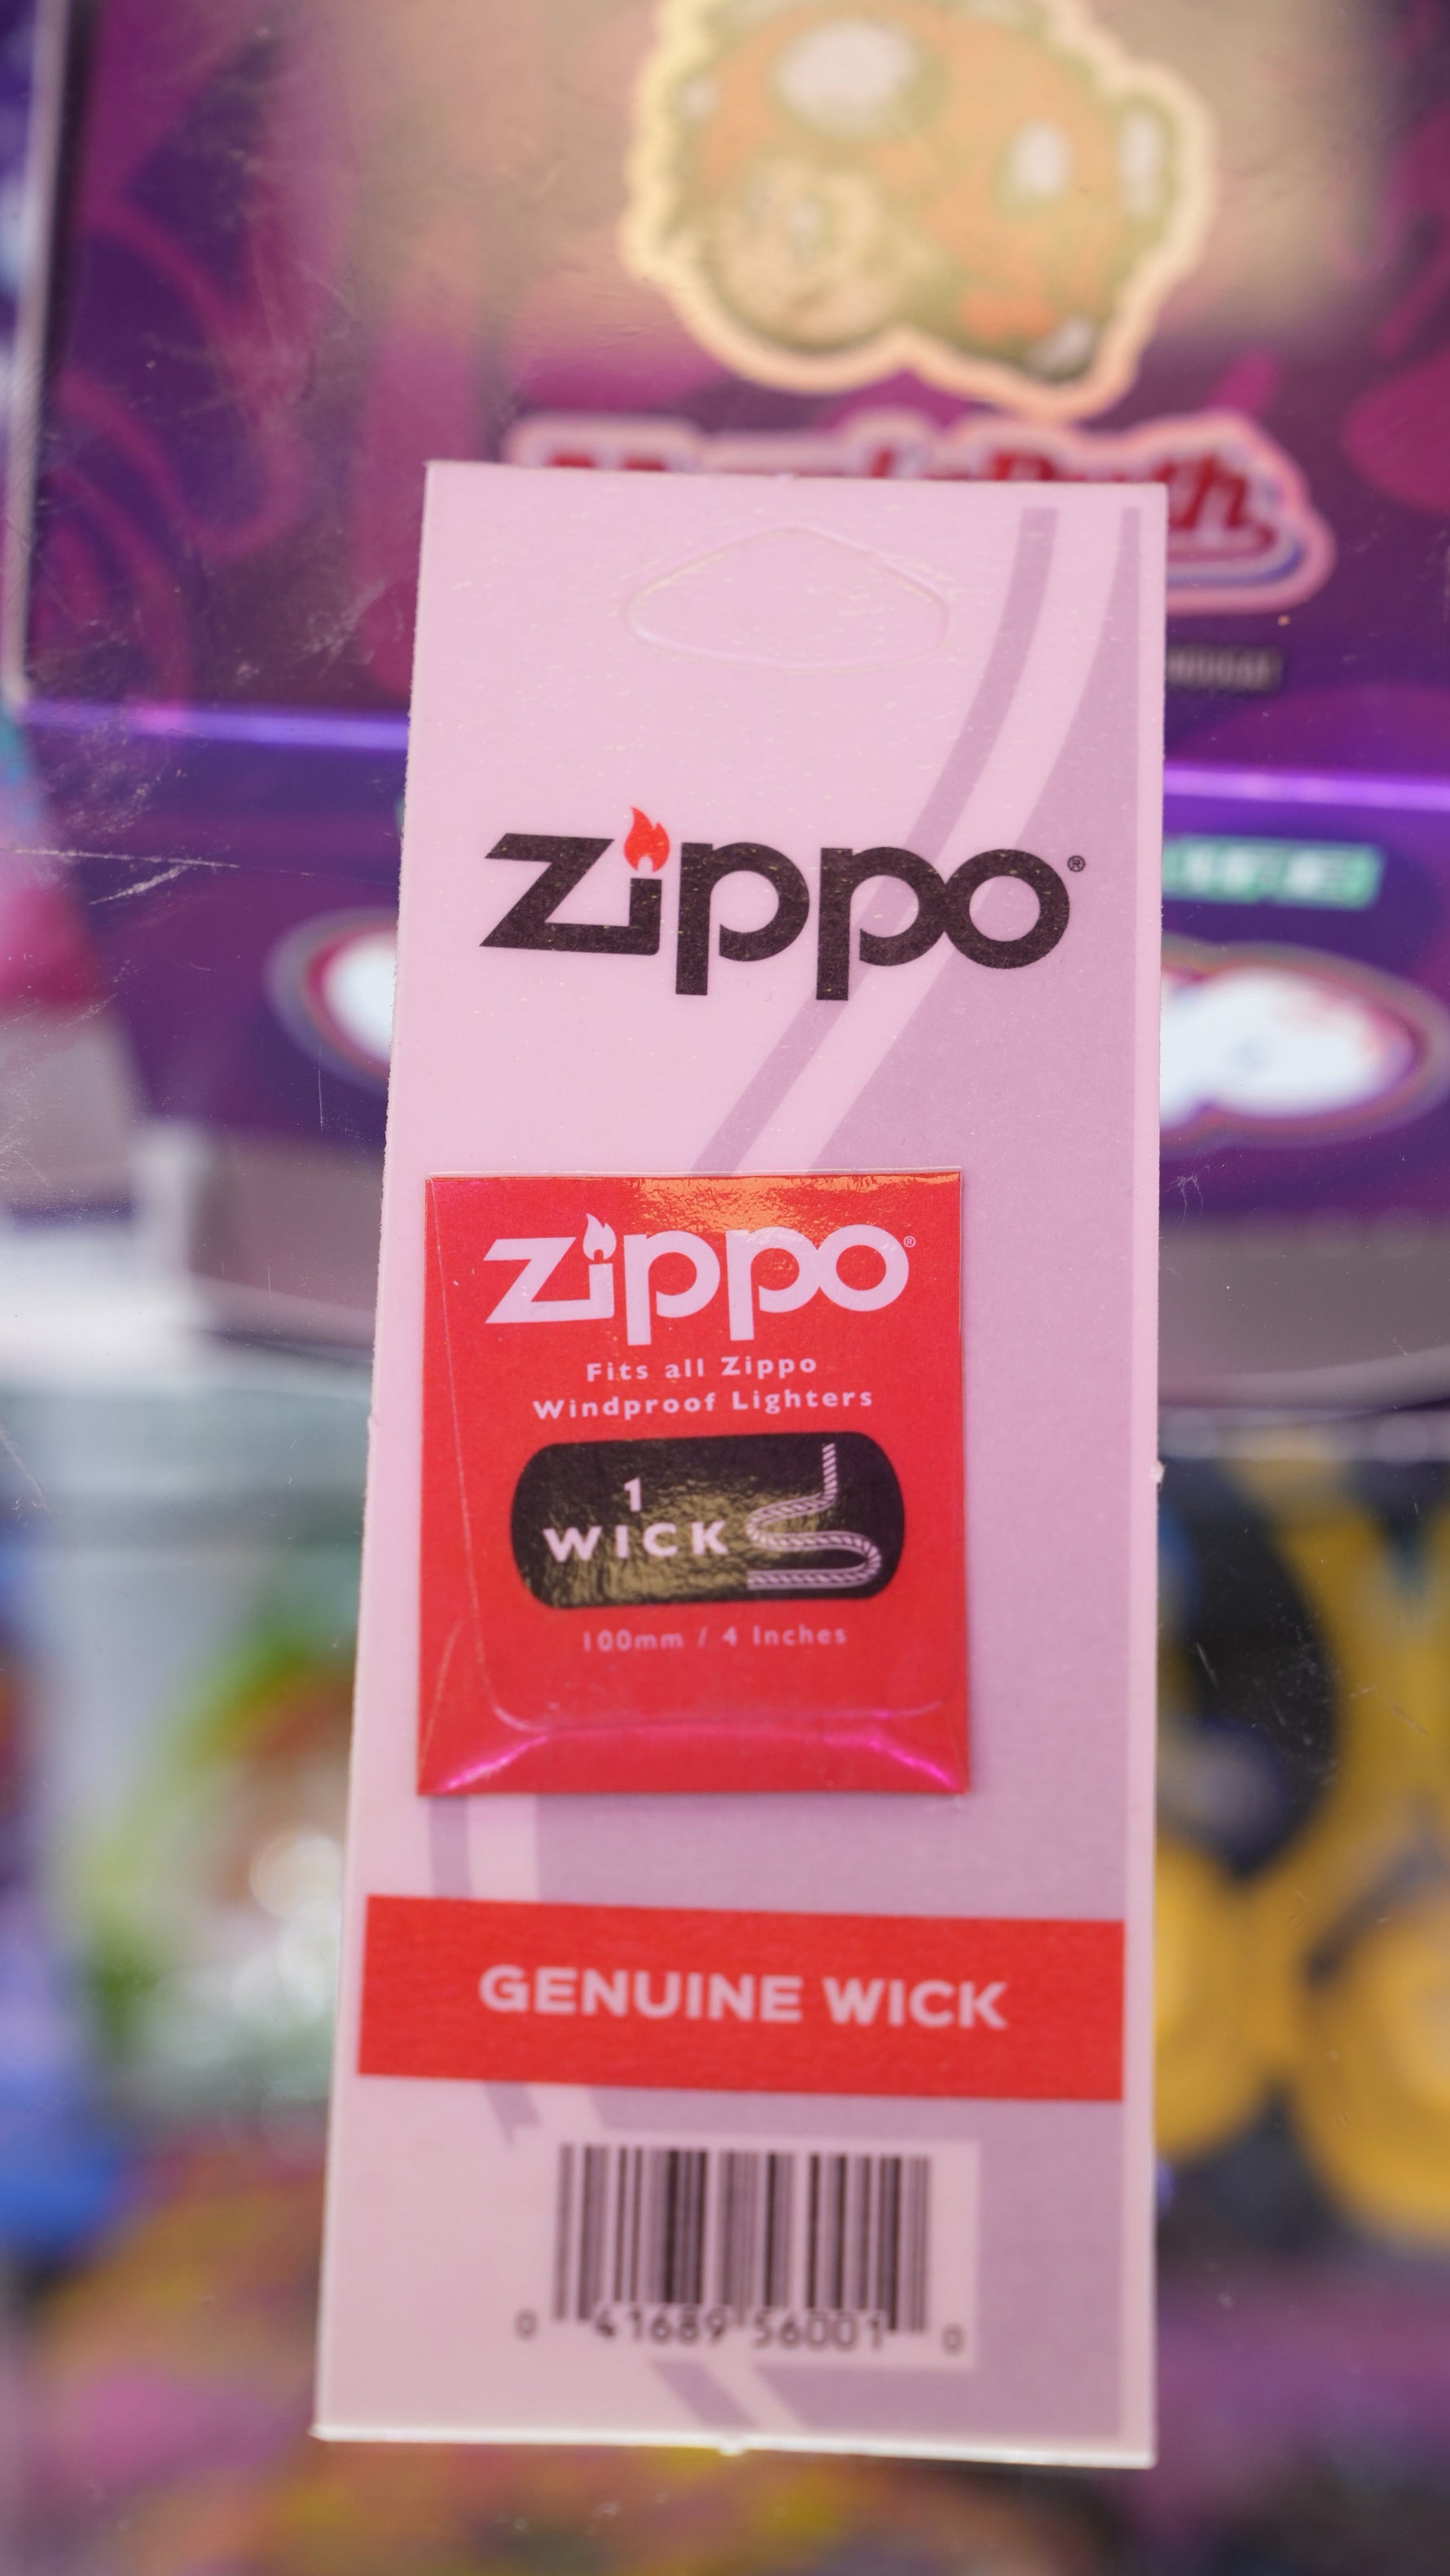 Zippo®
Zippo®
Fits all Zippo
Windproof Lighters
1
WICK
100mm / 4 Inches
GENUINE WICK
0 41689 56001 0